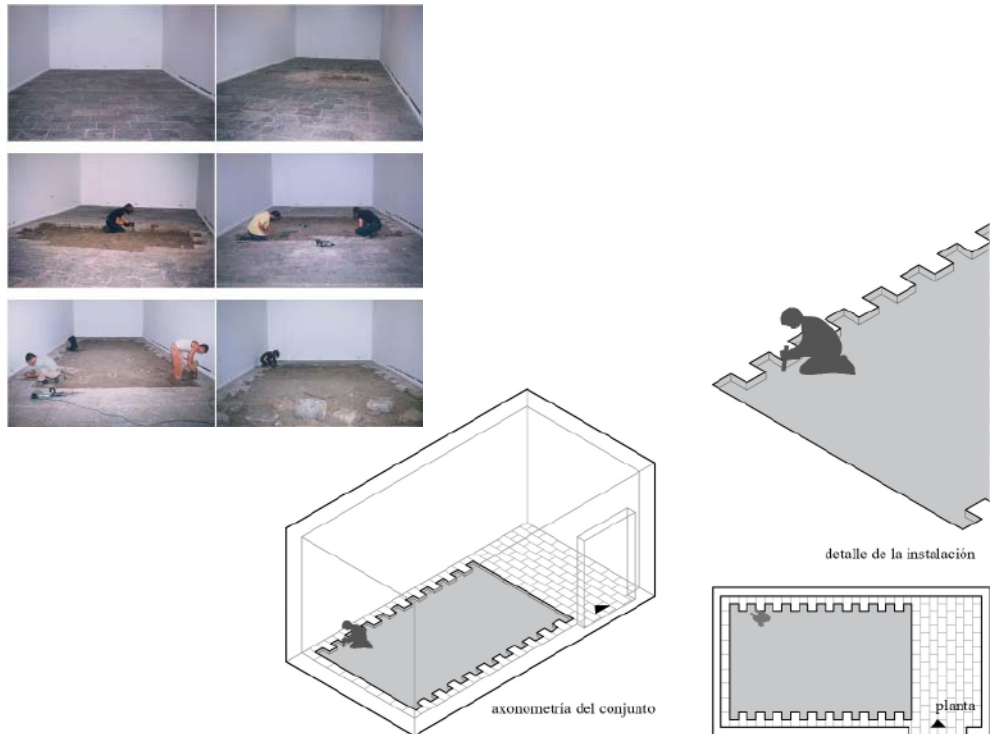 detalle de la instalación
axonometría del conjunto
planta